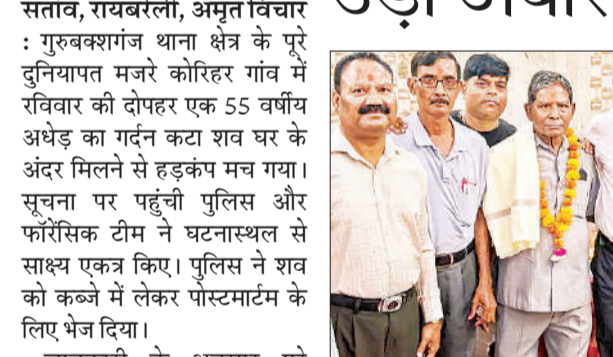 सताव, रायबरेली, अमृत विचार
: गुरुबक्शगंज थाना क्षेत्र के पूरे
दुनियापत मजरे कोरिहर गांव में
रविवार की दोपहर एक 55 वर्षीय
अधेड़ का गर्दन कटा शव घर के
अंदर मिलने से हड़कंप मच गया।
सूचना पर पहुंची पुलिस और
फॉरेंसिक टीम ने घटनास्थल से
साक्ष्य एकत्र किए। पुलिस ने शव
को कब्जे में लेकर पोस्टमार्टम के
लिए भेज दिया।